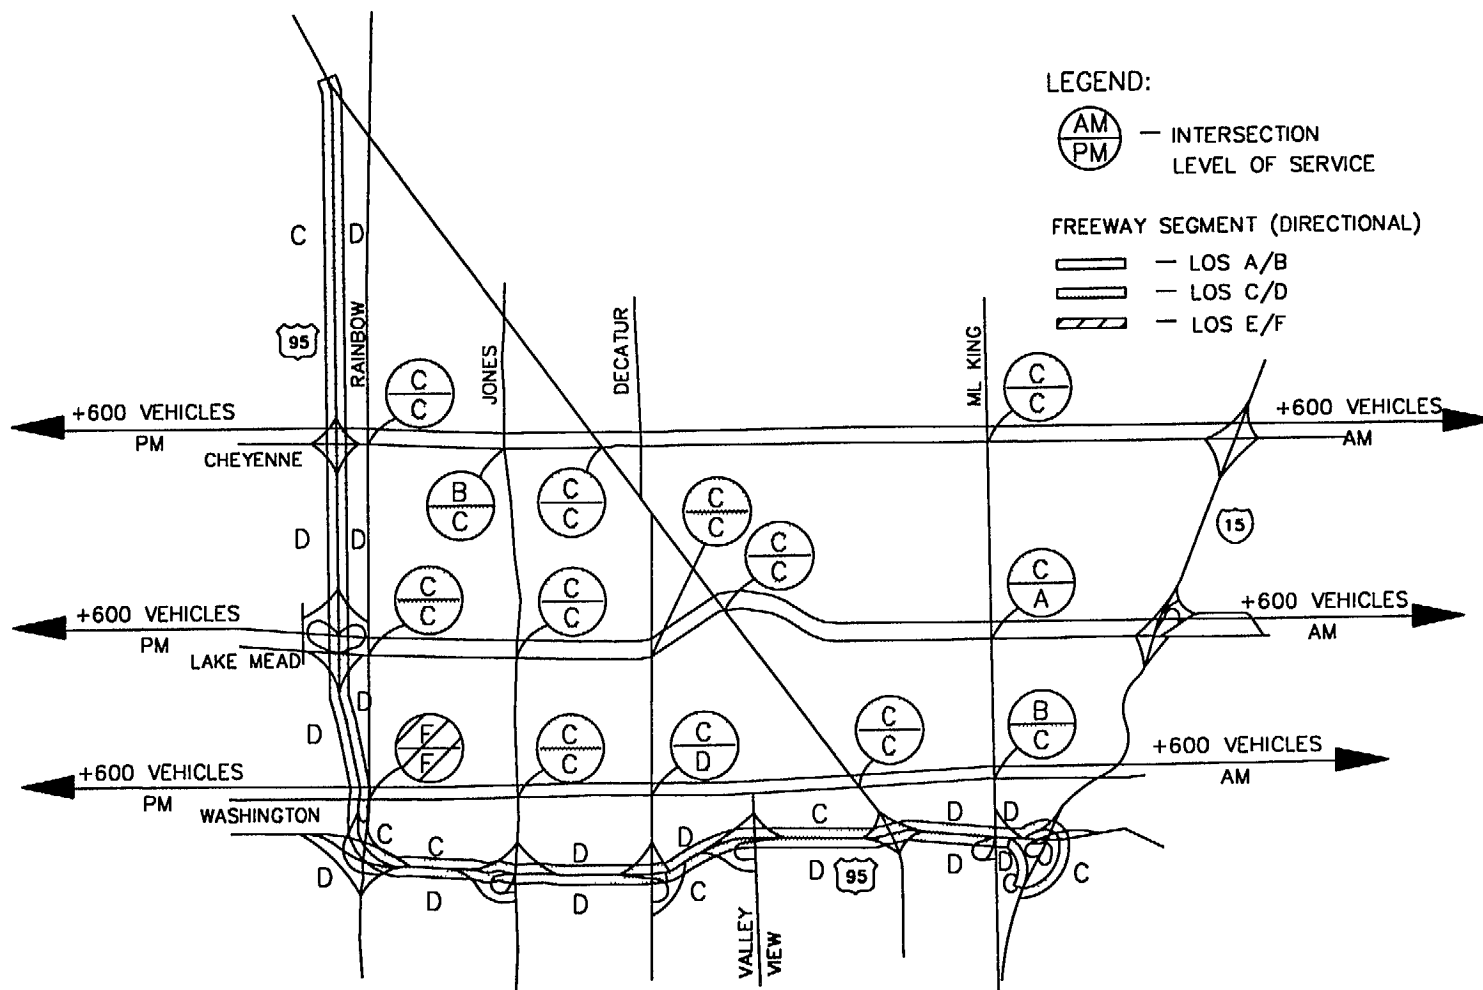 LEGEND:
AM
PM
— INTERSECTION
LEVEL OF SERVICE
FREEWAY SEGMENT (DIRECTIONAL)
— LOS A/B
— LOS C/D
— LOS E/F
C
D
RAINBOW
95
JONES
DECATUR
ML KING
C
C
C
C
+600 VEHICLES
PM
+600 VEHICLES
AM
CHEYENNE
B
C
C
C
C
C
15
D
D
C
C
C
C
C
C
C
A
+600 VEHICLES
PM
+600 VEHICLES
AM
LAKE MEAD
D
D
F
F
C
C
C
D
C
C
B
C
+600 VEHICLES
PM
+600 VEHICLES
AM
WASHINGTON
C
C
D
D
C
D
D
D
D
D
C
D
95
D
D
C
D
VALLEY
VIEW